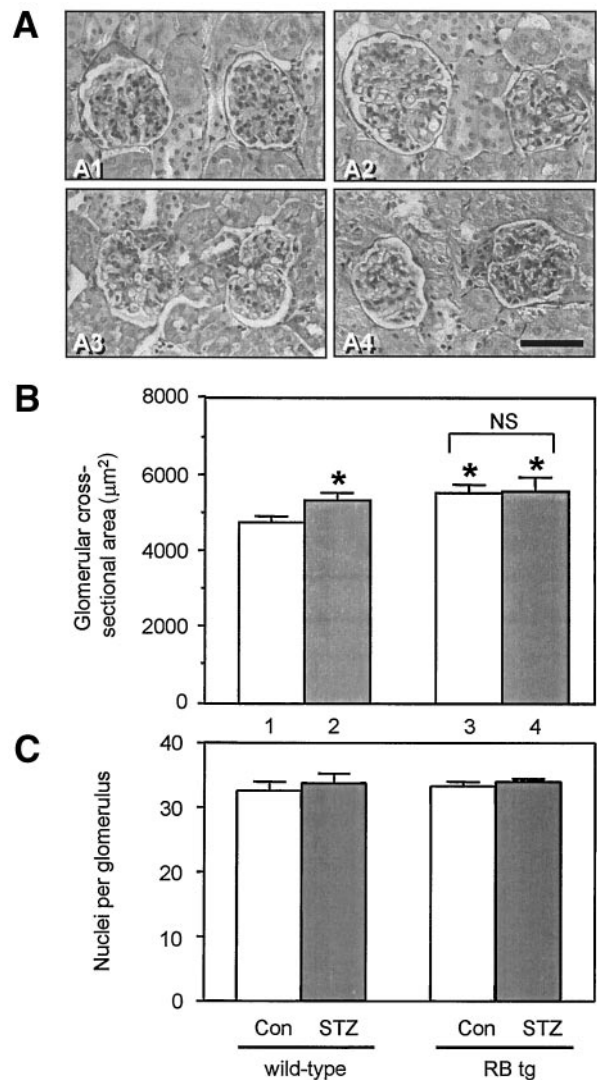 A
A1
A2
A3
A4
B
Glomerular cross-
sectional area (μm²)
8000
6000
4000
2000
0
*
NS
*
*
1 2 3 4
C
Nuclei per glomerulus
40
30
20
10
0
Con STZ Con STZ
wild-type RB tg